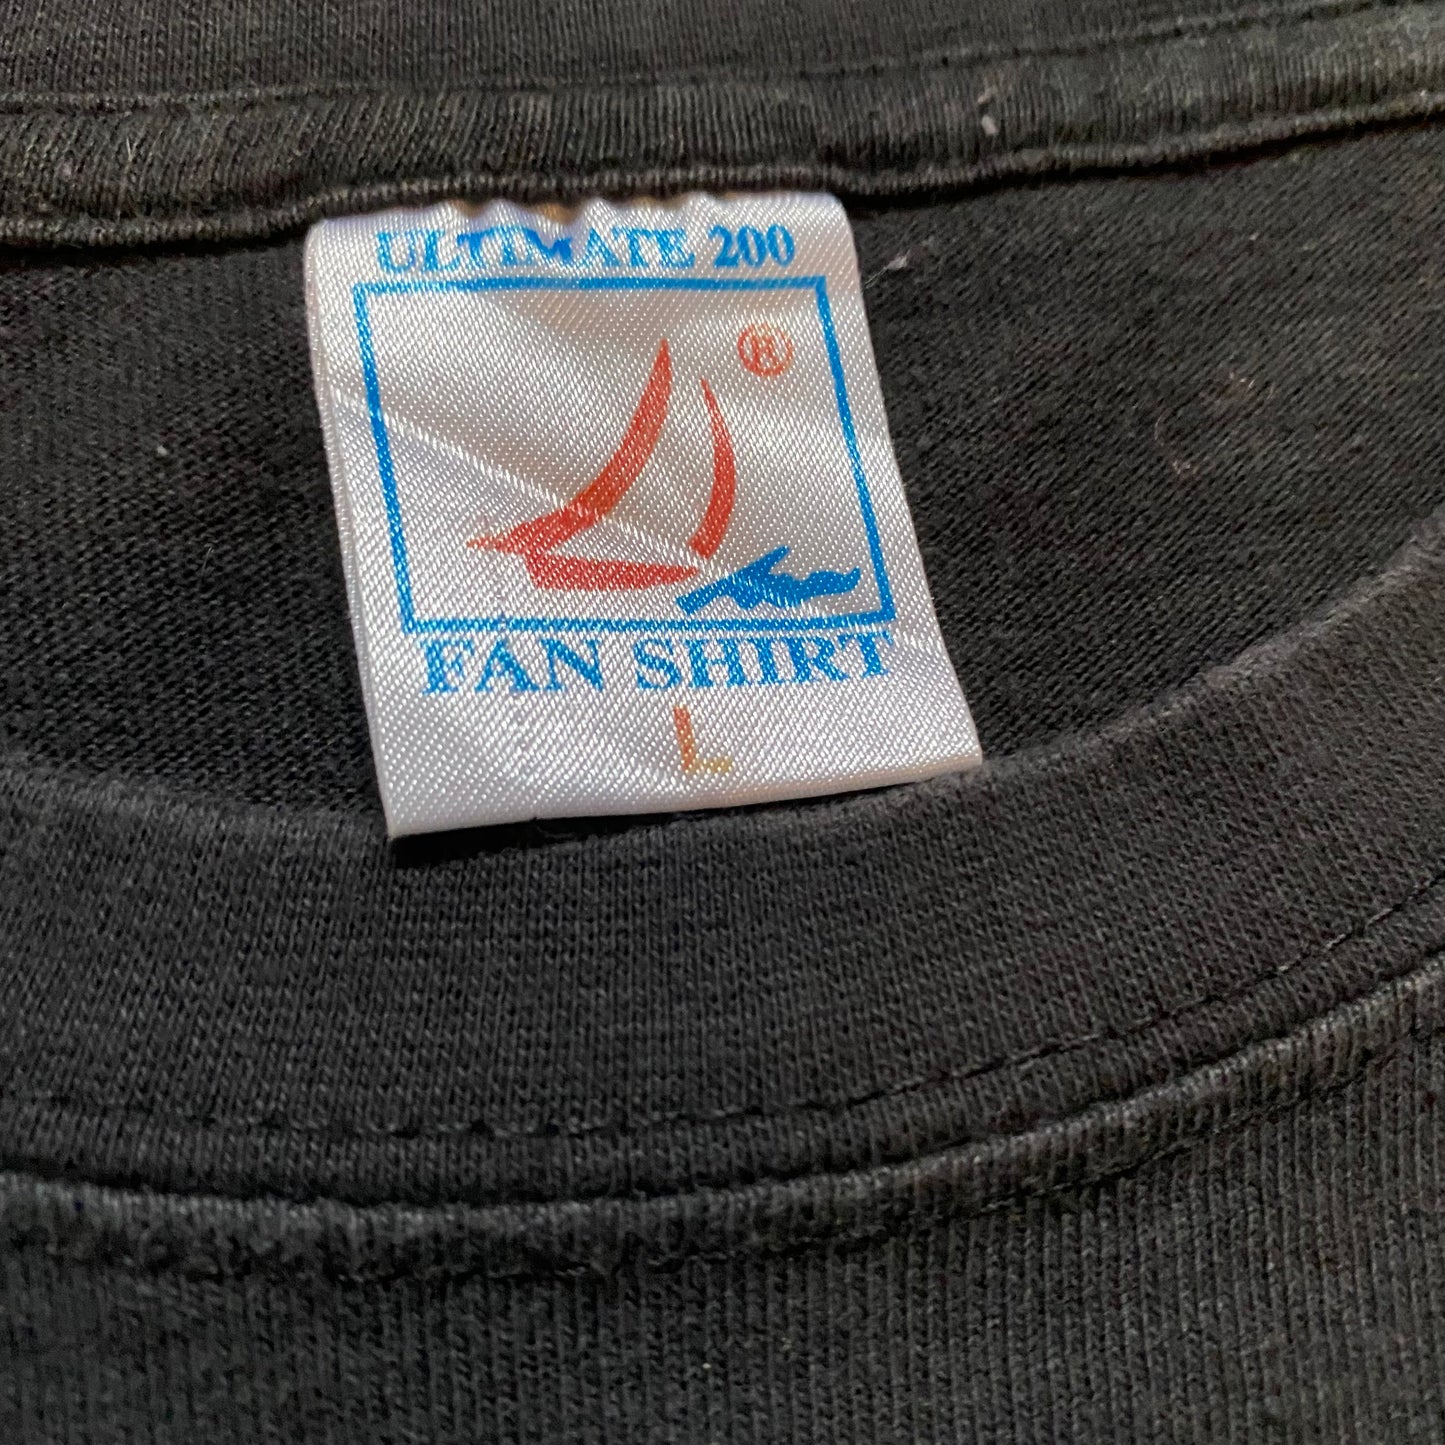 ULTIMATE 200
®
FAN SHIRT
L